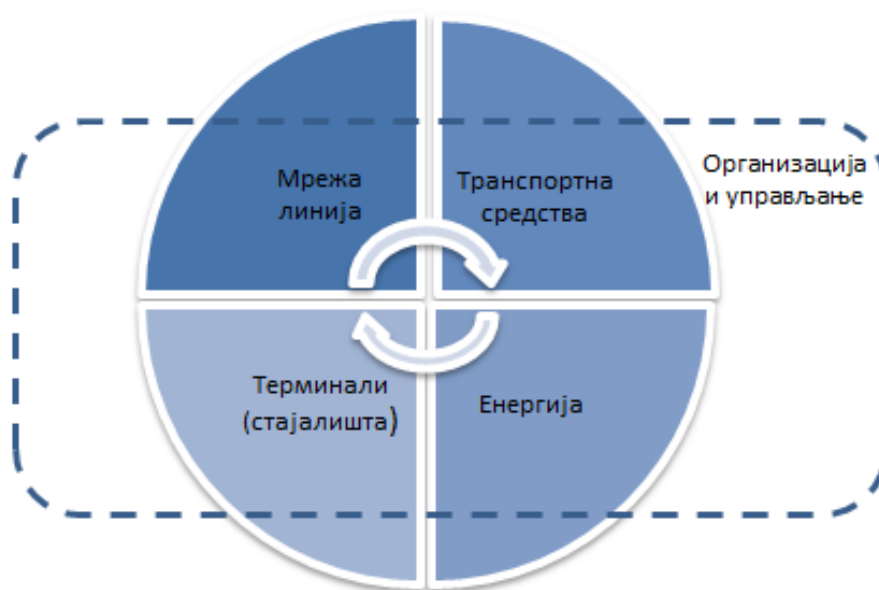 Мрежа
линија
Транспортна
средства
Организација
и управљање
Терминали
(стајалишта)
Енергија